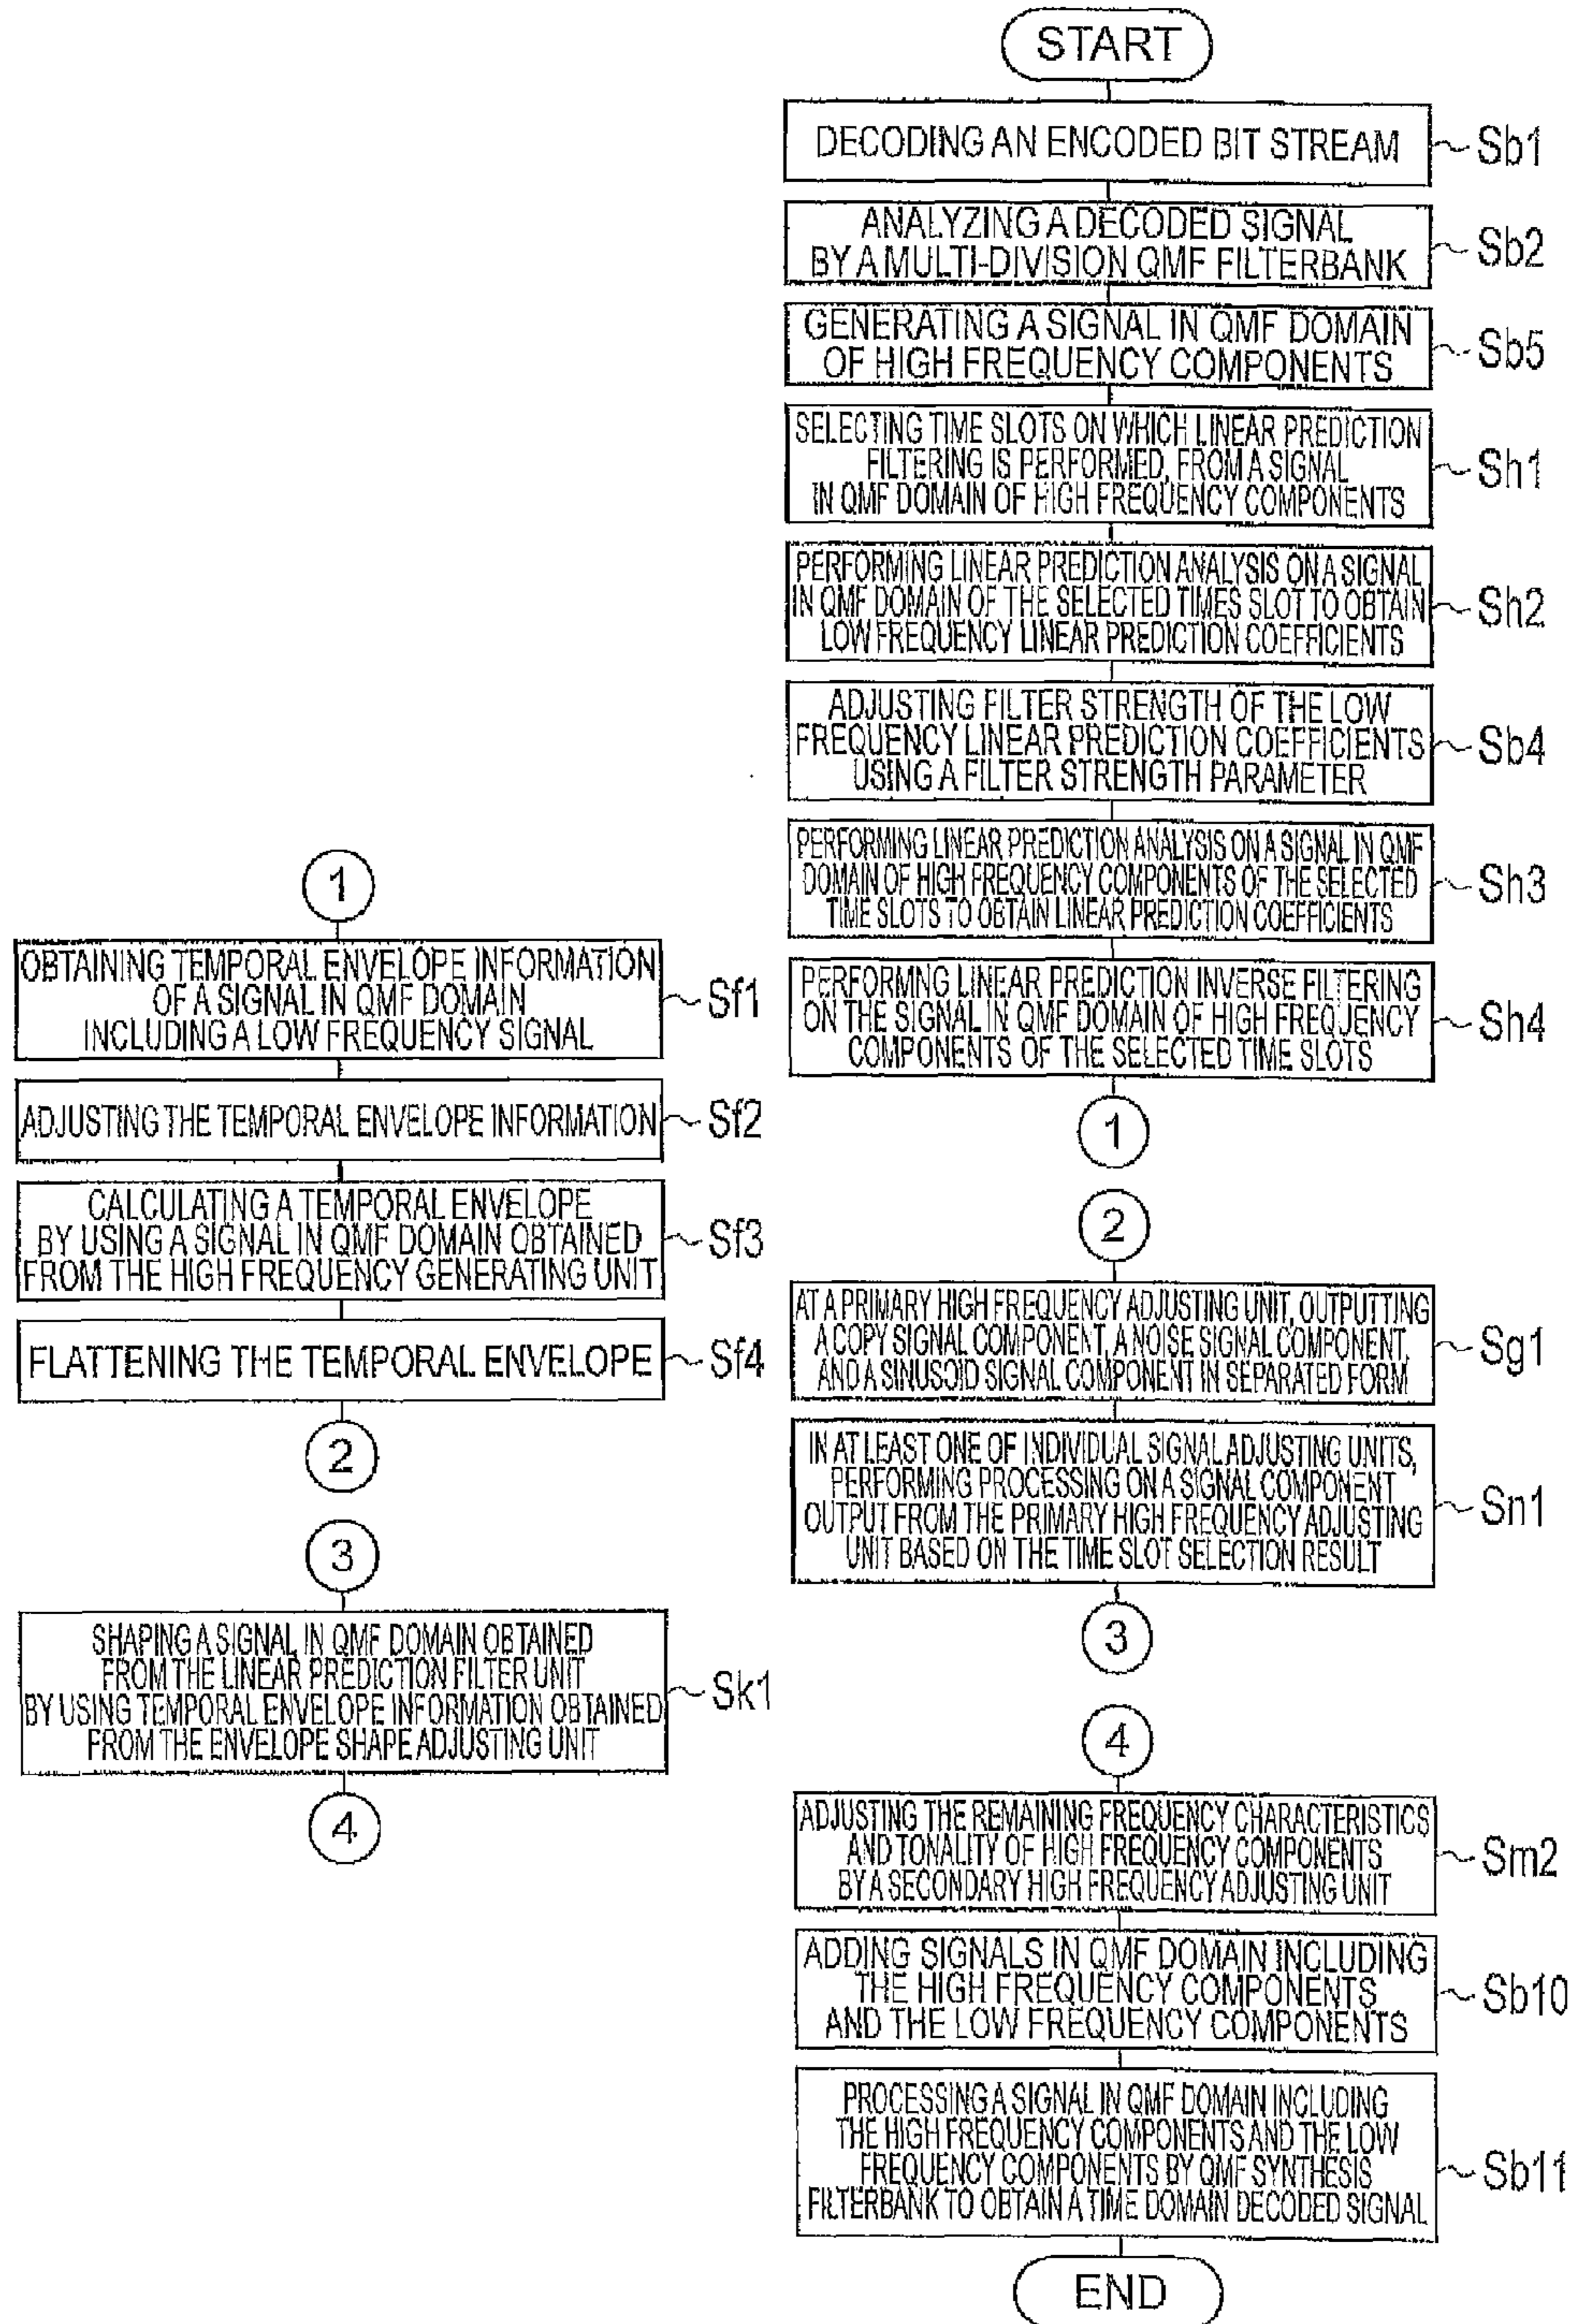 START
DECODING AN ENCODED BIT STREAM
Sb1
ANALYZING A DECODED SIGNAL
BY A MULTI-DIVISION QMF FILTERBANK
Sb2
GENERATING A SIGNAL IN QMF DOMAIN
OF HIGH FREQUENCY COMPONENTS
Sb5
SELECTING TIME SLOTS ON WHICH LINEAR PREDICTION
FILTERING IS PERFORMED, FROM A SIGNAL
IN QMF DOMAIN OF HIGH FREQUENCY COMPONENTS
Sh1
PERFORMING LINEAR PREDICTION ANALYSIS ON A SIGNAL
IN QMF DOMAIN OF THE SELECTED TIMES SLOT TO OBTAIN
LOW FREQUENCY LINEAR PREDICTION COEFFICIENTS
Sh2
ADJUSTING FILTER STRENGTH OF THE LOW
FREQUENCY LINEAR PREDICTION COEFFICIENTS
USING A FILTER STRENGTH PARAMETER
Sb4
PERFORMING LINEAR PREDICTION ANALYSIS ON A SIGNAL IN QMF
DOMAIN OF HIGH FREQUENCY COMPONENTS OF THE SELECTED
TIME SLOTS TO OBTAIN LINEAR PREDICTION COEFFICIENTS
Sh3
PERFORMNG LINEAR PREDICTION INVERSE FILTERING
ON THE SIGNAL IN QMF DOMAIN OF HIGH FREQUENCY
COMPONENTS OF THE SELECTED TIME SLOTS
Sh4
1
1
OBTAINING TEMPORAL ENVELOPE INFORMATION
OF A SIGNAL IN QMF DOMAIN
INCLUDING A LOW FREQUENCY SIGNAL
Sf1
ADJUSTING THE TEMPORAL ENVELOPE INFORMATION
Sf2
CALCULATING A TEMPORAL ENVELOPE
BY USING A SIGNAL IN QMF DOMAIN OBTAINED
FROM THE HIGH FREQUENCY GENERATING UNIT
Sf3
FLATTENING THE TEMPORAL ENVELOPE
Sf4
2
2
AT A PRIMARY HIGH FREQUENCY ADJUSTING UNIT, OUTPUTTING
A COPY SIGNAL COMPONENT, A NOISE SIGNAL COMPONENT,
AND A SINUSOID SIGNAL COMPONENT IN SEPARATED FORM
Sg1
IN AT LEAST ONE OF INDIVIDUAL SIGNAL ADJUSTING UNITS,
PERFORMING PROCESSING ON A SIGNAL COMPONENT
OUTPUT FROM THE PRIMARY HIGH FREQUENCY ADJUSTING
UNIT BASED ON THE TIME SLOT SELECTION RESULT
Sn1
3
3
SHAPING A SIGNAL IN QMF DOMAIN OBTAINED
FROM THE LINEAR PREDICTION FILTER UNIT
BY USING TEMPORAL ENVELOPE INFORMATION OBTAINED
FROM THE ENVELOPE SHAPE ADJUSTING UNIT
Sk1
4
4
ADJUSTING THE REMAINING FREQUENCY CHARACTERISTICS
AND TONALITY OF HIGH FREQUENCY COMPONENTS
BY A SECONDARY HIGH FREQUENCY ADJUSTING UNIT
Sm2
ADDING SIGNALS IN QMF DOMAIN INCLUDING
THE HIGH FREQUENCY COMPONENTS
AND THE LOW FREQUENCY COMPONENTS
Sb10
PROCESSING A SIGNAL IN QMF DOMAIN INCLUDING
THE HIGH FREQUENCY COMPONENTS AND THE LOW
FREQUENCY COMPONENTS BY QMF SYNTHESIS
FILTERBANK TO OBTAIN A TIME DOMAIN DECODED SIGNAL
Sb11
END